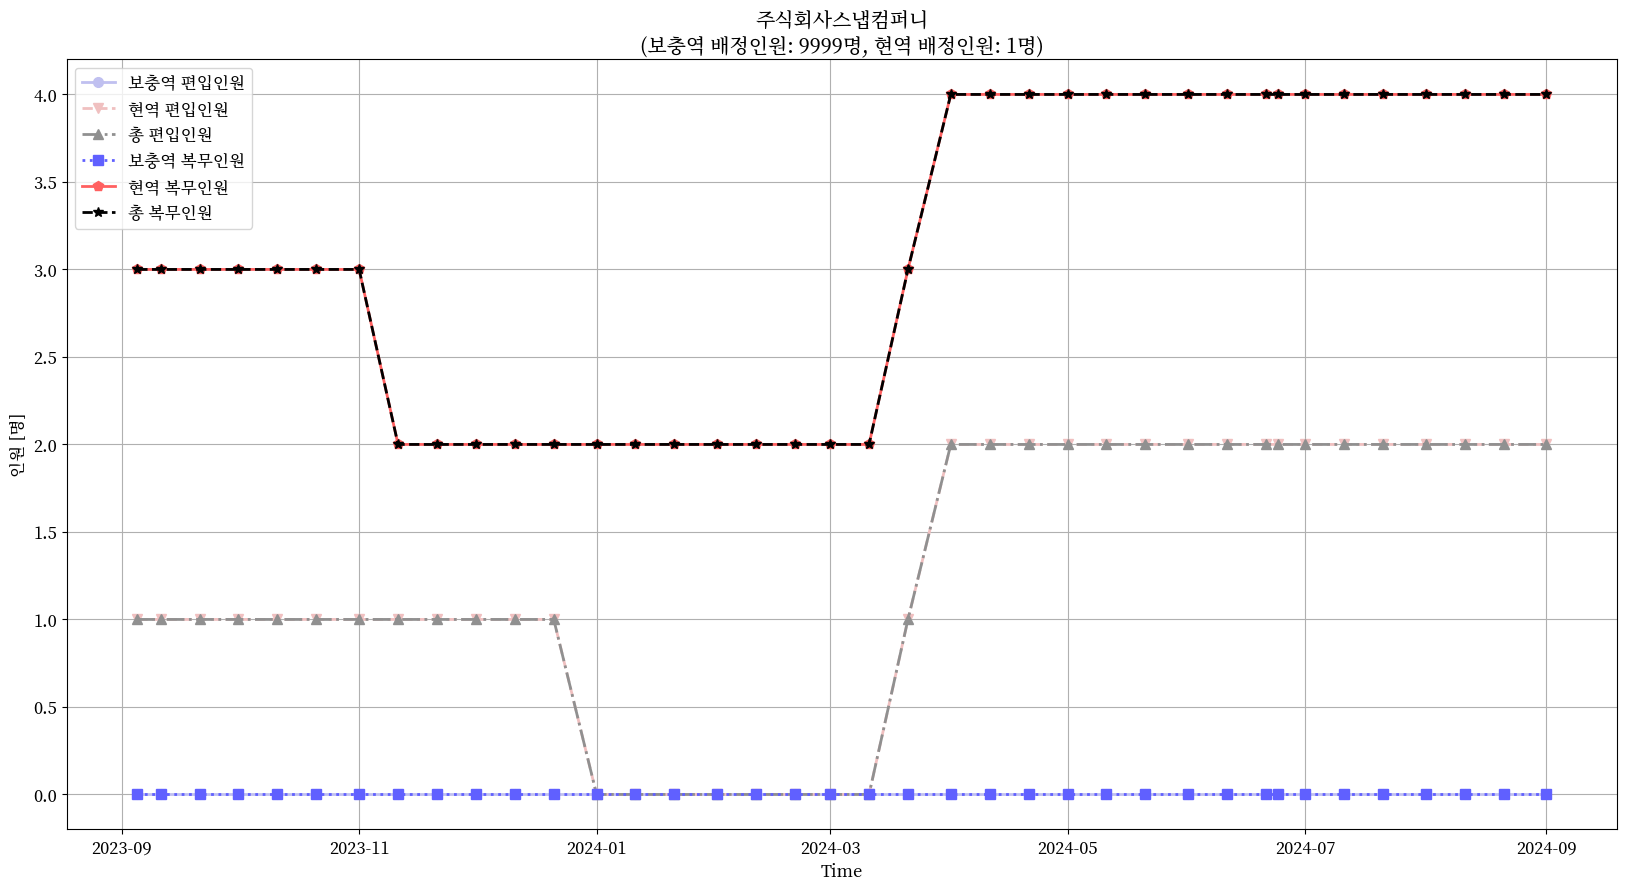 주식회사스냅컴퍼니
(보충역 배정인원: 9999명, 현역 배정인원: 1명)
보충역 편입인원
현역 편입인원
총 편입인원
보충역 복무인원
현역 복무인원
총 복무인원
4.0
3.5
3.0
2.5
2.0
1.5
1.0
0.5
0.0
인원 [명]
2023-09
2023-11
2024-01
2024-03
2024-05
2024-07
2024-09
Time